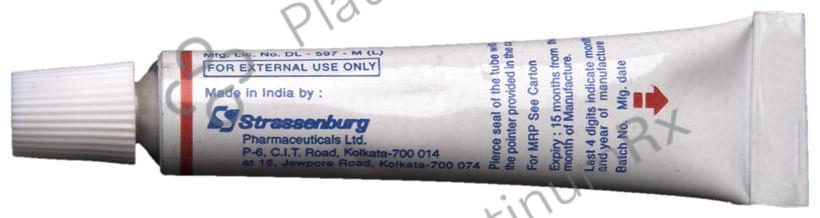 Mfg. Lic. No. DL - 597 - M (L)
FOR EXTERNAL USE ONLY
Made in India by :
Strassenburg
Pharmaceuticals Ltd.
P-6, C.I.T. Road, Kolkata-700 014
at 15, Jawpore Road, Kolkata-700 074
Pierce seal of the tube with
the pointer provided in the
For MRP See Carton
Expiry : 15 months from the
month of Manufacture.
Last 4 digits indicate month
and year of manufacture
Batch No. Mfg. date